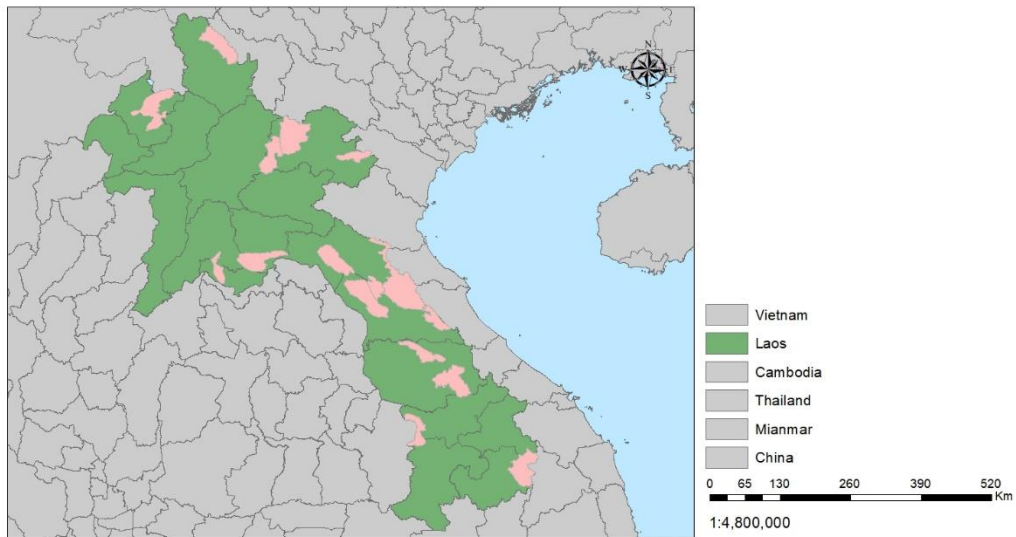 N
W
S
Vietnam
Laos
Cambodia
Thailand
Mianmar
China
0 65 130 260 390 520
Km
1:4,800,000